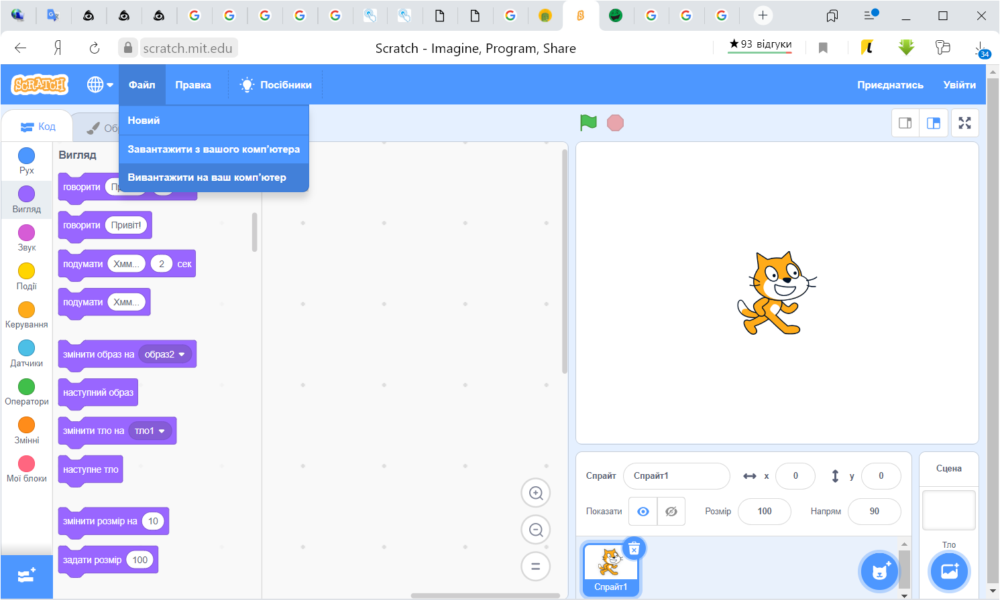 scratch.mit.edu
Scratch - Imagine, Program, Share
★93 відгуки
34
SCRATCH
Файл
Правка
Посібники
Приєднатись
Увійти
Новий
Завантажити з вашого комп'ютера
Вивантажити на ваш комп'ютер
Код
Рух
Вигляд
Звук
Події
Керування
Датчики
Оператори
Змінні
Мої блоки
Вигляд
говорити
говорити Привіт!
подумати Хмм... 2 сек
подумати Хмм...
змінити образ на образ2
наступний образ
змінити тло на тло1
наступне тло
змінити розмір на 10
задати розмір 100
Спрайт Спрайт1 x 0 y 0
Показати Розмір 100 Напрям 90
Спрайт1
Сцена
Тло